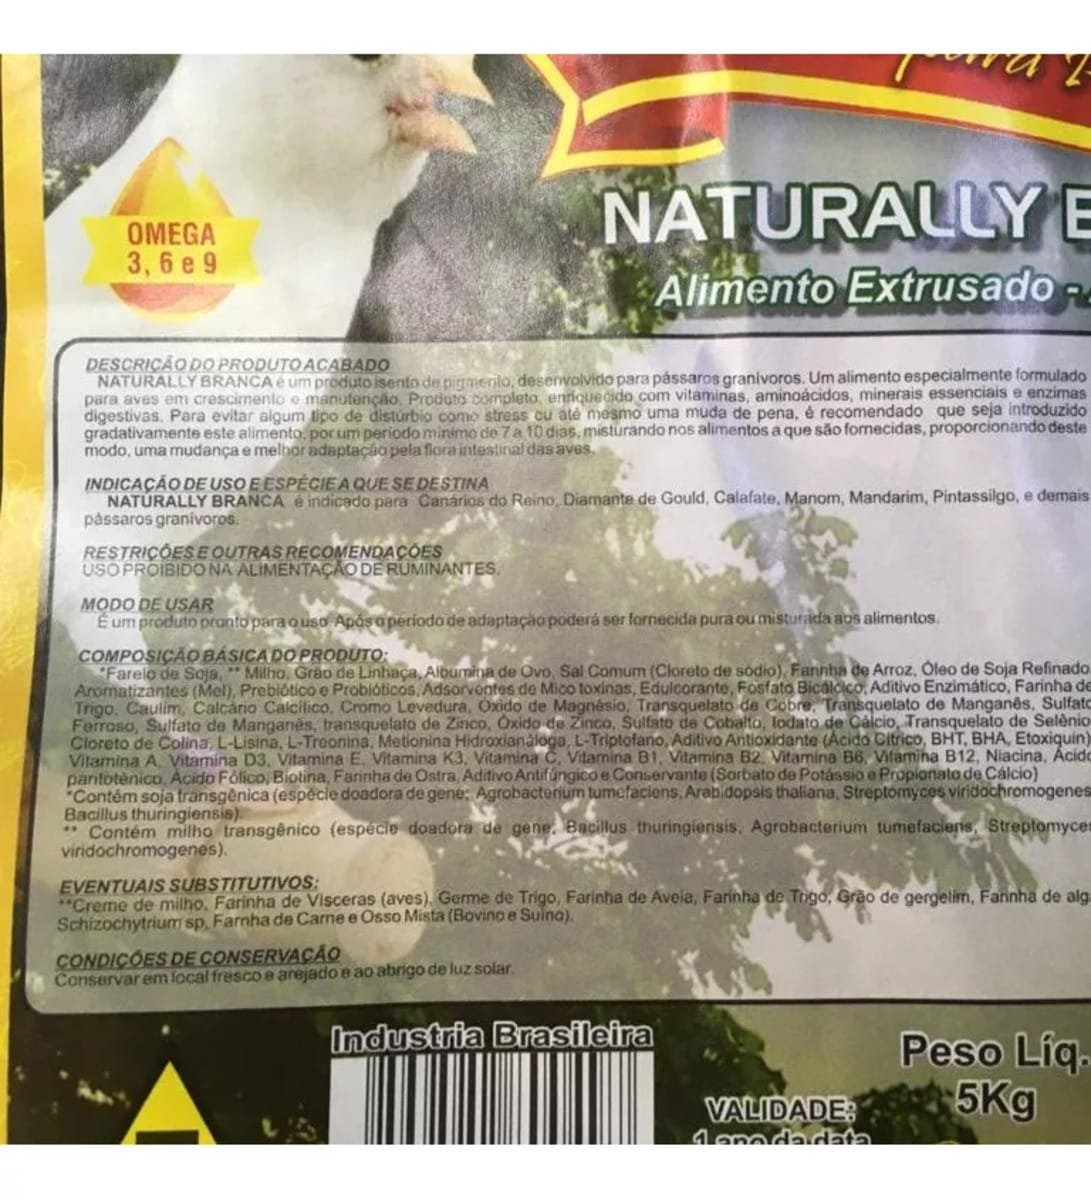 para
OMEGA
3, 6 e 9
NATURALLY
Alimento Extrusado -
DESCRIÇÃO DO PRODUTO ACABADO
NATURALLY BRANCA é um produto isento de pigmento, desenvolvido para pássaros granívoros. Um alimento especialmente formulado
para aves em crescimento e manutenção. Produto completo, enriquecido com vitaminas, aminoácidos, minerais essenciais e enzimas
digestivas. Para evitar algum tipo de distúrbio como stress ou até mesmo uma muda de pena, é recomendado que seja introduzido
gradativamente este alimento, por um período mínimo de 7 a 10 dias, misturando nos alimentos a que são fornecidas, proporcionando deste
modo, uma mudança e melhor adaptação pela flora intestinal das aves.
INDICAÇÃO DE USO E ESPÉCIE A QUE SE DESTINA
NATURALLY BRANCA é indicado para Canários do Reino, Diamante de Gould, Calafate, Manom, Mandarim, Pintassilgo, e demais
pássaros granívoros.
RESTRIÇÕES E OUTRAS RECOMENDAÇÕES
USO PROIBIDO NA ALIMENTAÇÃO DE RUMINANTES.
MODO DE USAR
É um produto pronto para o uso. Após o período de adaptação poderá ser fornecida pura ou misturada aos alimentos.
COMPOSIÇÃO BÁSICA DO PRODUTO:
*Farelo de Soja, ** Milho, Grão de Linhaça, Albumina de Ovo, Sal Comum (Cloreto de sódio), Farinha de Arroz, Óleo de Soja Refinado
Aromatizantes (Mel), Prebiótico e Probióticos, Adsorventes de Mico toxinas, Edulcorante, Fosfato Bicálcico, Aditivo Enzimático, Farinha de
Trigo, Caulim, Calcário Calcítico, Cromo Levedura, Óxido de Magnésio, Transquelato de Cobre, Transquelato de Manganês, Sulfato
Ferroso, Sulfato de Manganês, transquelato de Zinco, Óxido de Zinco, Sulfato de Cobalto, Iodato de Cálcio, Transquelato de Selênio
Cloreto de Colina, L-Lisina, L-Treonina, Metionina Hidroxianáloga, L-Triptofano, Aditivo Antioxidante (Ácido Cítrico, BHT, BHA, Etoxiquin)
Vitamina A, Vitamina D3, Vitamina E, Vitamina K3, Vitamina C, Vitamina B1, Vitamina B2, Vitamina B6, Vitamina B12, Niacina, Ácido
pantotênico, Ácido Fólico, Biotina, Farinha de Ostra, Aditivo Antifúngico e Conservante (Sorbato de Potássio e Propionato de Cálcio)
*Contém soja transgênica (espécie doadora de gene; Agrobacterium tumefaciens, Arabidopsis thaliana, Streptomyces viridochromogenes
Bacillus thuringiensis).
** Contém milho transgênico (espécie doadora de gene; Bacillus thuringiensis, Agrobacterium tumefaciens, Streptomyces
viridochromogenes).
EVENTUAIS SUBSTITUTIVOS:
**Creme de milho, Farinha de Vísceras (aves), Germe de Trigo, Farinha de Aveia, Farinha de Trigo, Grão de gergelim, Farinha de alga
Schizochytrium sp, Farinha de Carne e Osso Mista (Bovino e Suíno).
CONDIÇÕES DE CONSERVAÇÃO
Conservar em local fresco e arejado e ao abrigo de luz solar.
Industria Brasileira
Peso Líq.
5Kg
VALIDADE:
1 ano da data